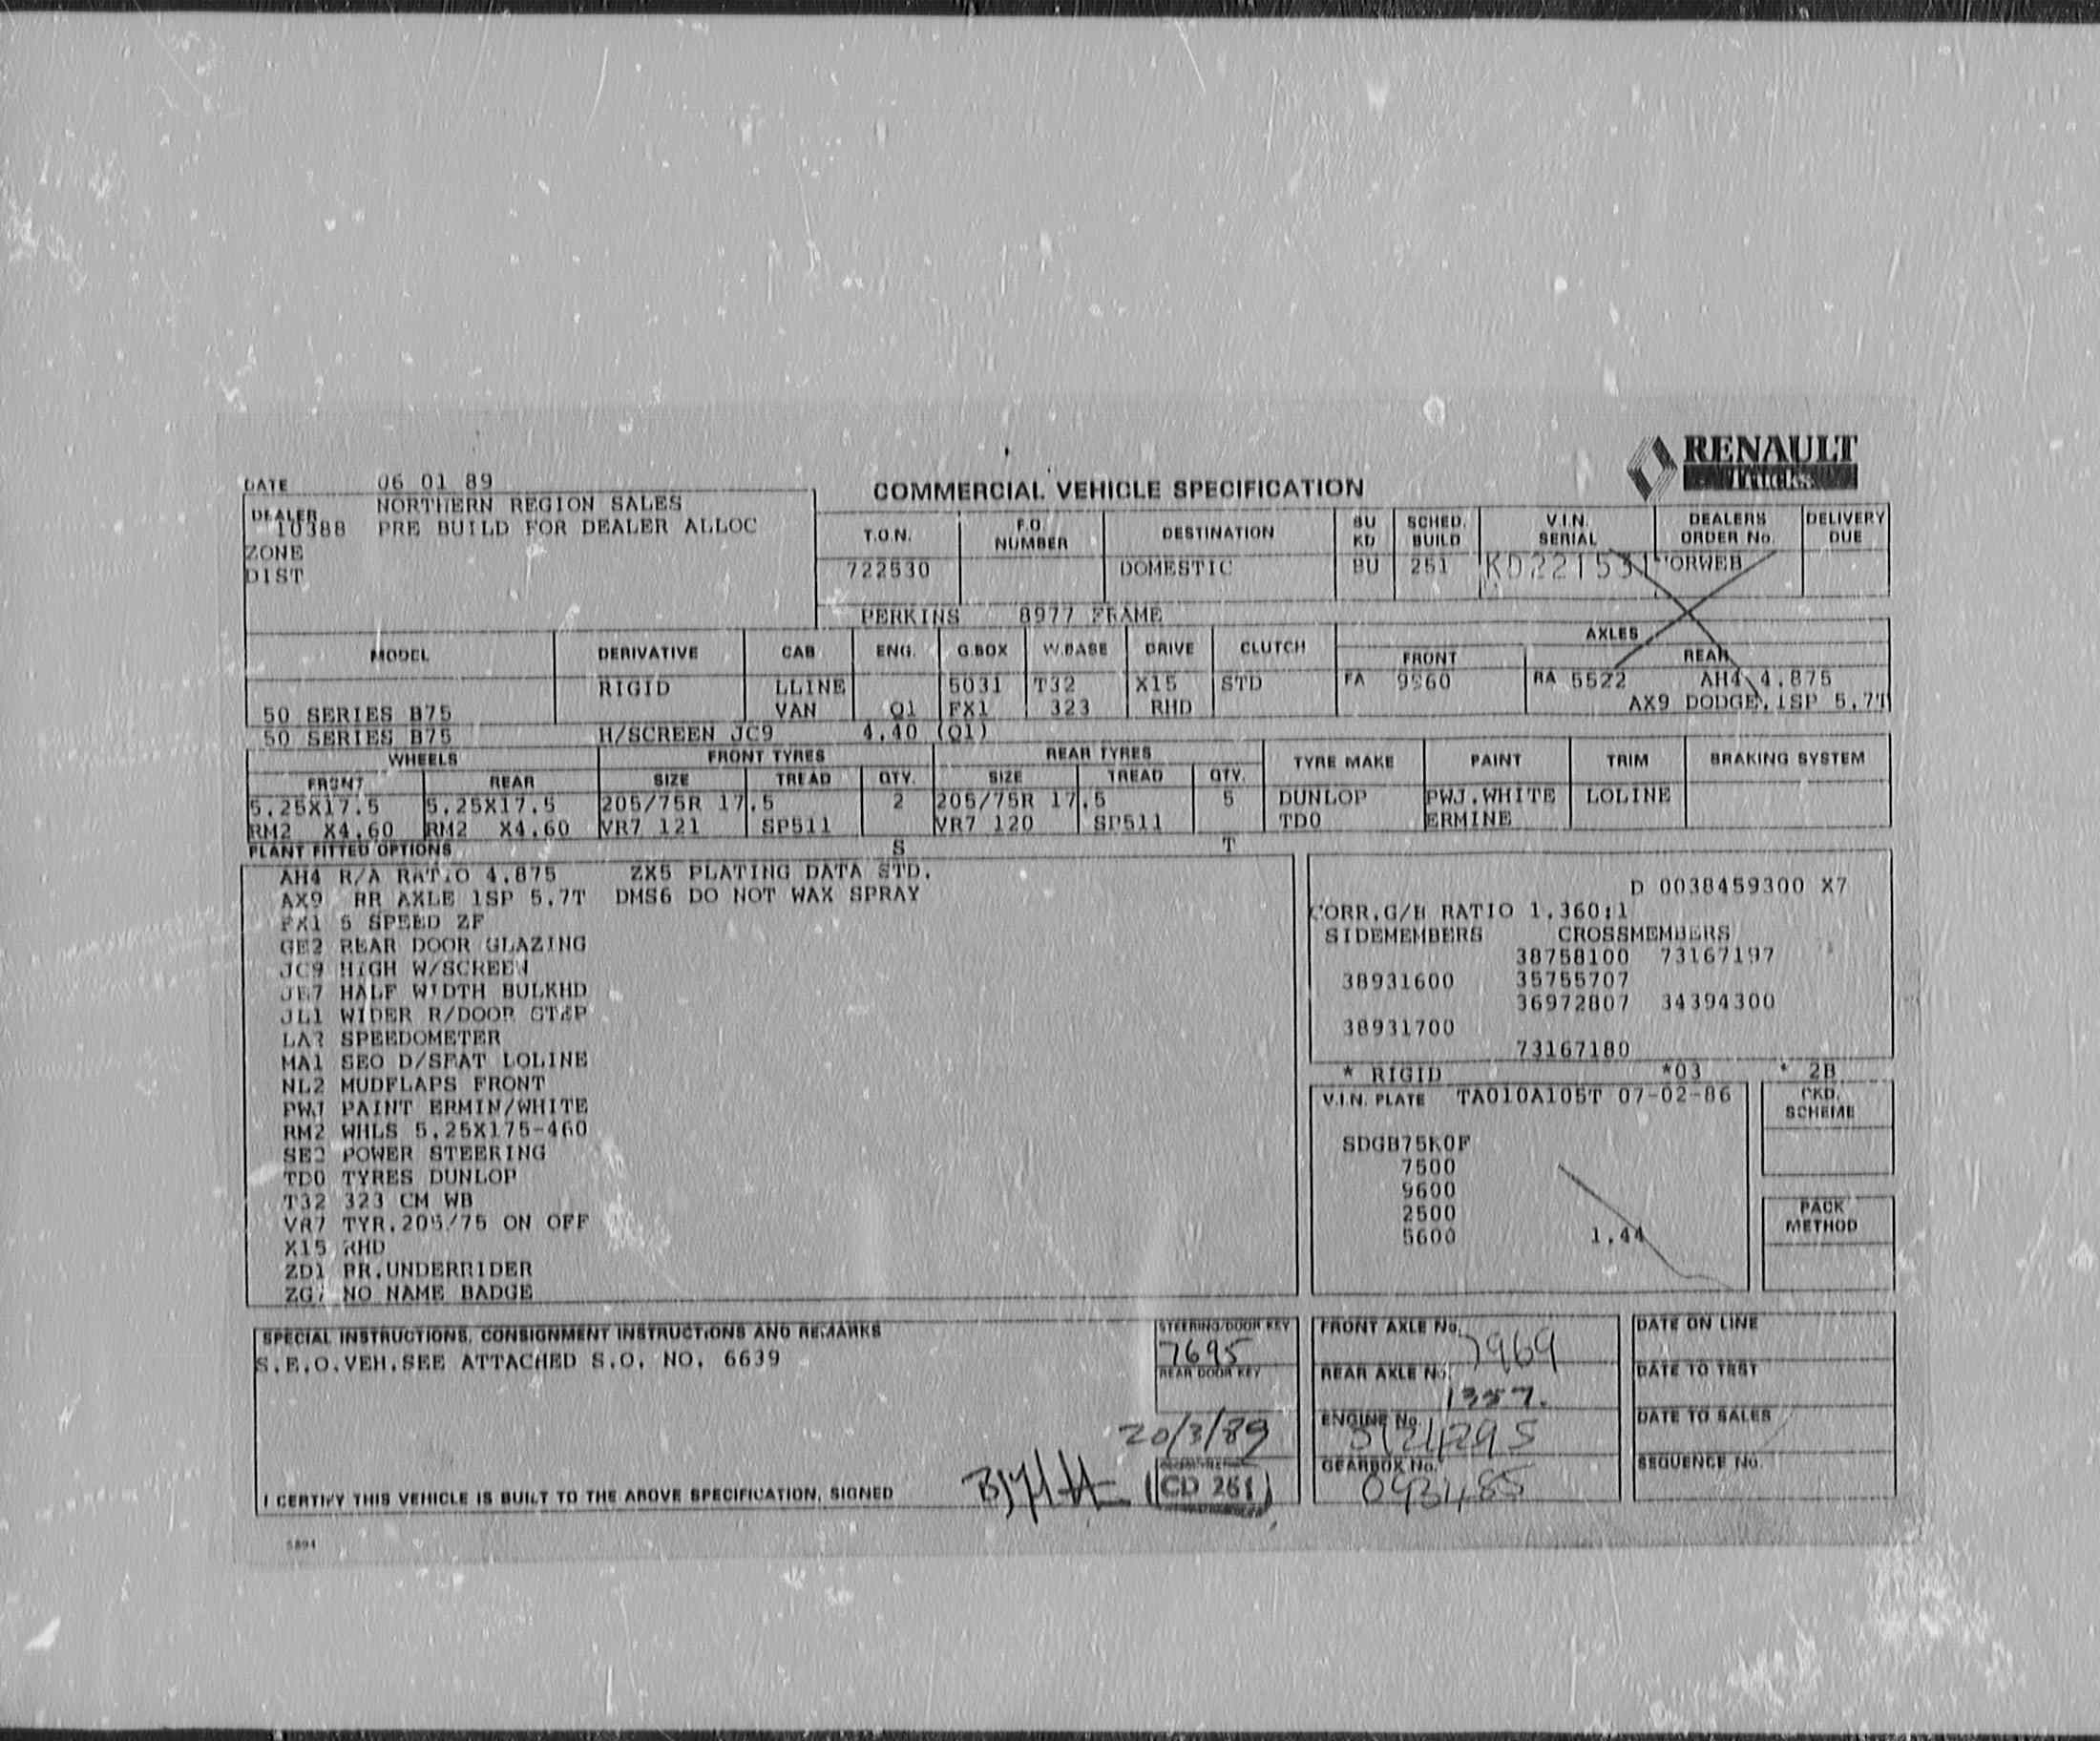 RENAULT
Trucks
DATE 06 01 89
COMMERCIAL VEHICLE SPECIFICATION
NORTHERN REGION SALES
DEALER
10388 PRE BUILD FOR DEALER ALLOC
ZONE
DIST
T.O.N. F.O. NUMBER DESTINATION BU KD SCHED. BUILD V.I.N. SERIAL DEALERS ORDER No. DELIVERY DUE
722530 DOMESTIC BU 251 KD221531 ORWEB
PERKINS 8977 FRAME
MODEL DERIVATIVE CAB ENG. G.BOX W.BASE DRIVE CLUTCH AXLES
FRONT REAR
RIGID LLINE 5031 T32 X15 STD FA 9560 RA 5522 AH4 4.875
50 SERIES B75 VAN Q1 FX1 323 RHD AX9 DODGE.1SP 5.7T
50 SERIES B75 H/SCREEN JC9 4.40 (Q1)
WHEELS FRONT TYRES REAR TYRES TYRE MAKE PAINT TRIM BRAKING SYSTEM
FRONT REAR SIZE TREAD QTY. SIZE TREAD QTY.
5.25X17.5 5.25X17.5 205/75R 17.5 2 205/75R 17.5 5 DUNLOP PWJ.WHITE LOLINE
RM2 X4.60 RM2 X4.60 VR7 121 SP511 VR7 120 SP511 TD0 ERMINE
PLANT FITTED OPTIONS S T
AH4 R/A RATIO 4.875 ZX5 PLATING DATA STD.
AX9 RR AXLE 1SP 5.7T DMS6 DO NOT WAX SPRAY
FX1 5 SPEED ZF
GE2 REAR DOOR GLAZING
JC9 HIGH W/SCREEN
JE7 HALF WIDTH BULKHD
JL1 WIDER R/DOOR STEP
SPEEDOMETER
MA1 SEO D/SEAT LOLINE
NL2 MUDFLAPS FRONT
PWJ PAINT ERMIN/WHITE
RM2 WHLS 5.25X175-460
POWER STEERING
TD0 TYRES DUNLOP
T32 323 CM WB
VR7 TYR.205/75 ON OFF
X15 RHD
ZD1 RR.UNDERRIDER
NO NAME BADGE
D 0038459300 X7
CORR.G/B RATIO 1.360:1
SIDEMEMBERS CROSSMEMBERS
38758100 73167197
38931600 35755707
36972807 34394300
38931700
73167180
* RIGID *03 * 2B
V.I.N. PLATE TA010A105T 07-02-86
CKD. SCHEME
SDGB75K0F
7500
9600
2500
5600 1.44
PACK METHOD
SPECIAL INSTRUCTIONS, CONSIGNMENT INSTRUCTIONS AND REMARKS
S.E.O.VEH.SEE ATTACHED S.O. NO. 6639
STEERING/DOOR KEY
7695
REAR DOOR KEY
20/3/89
CD 261
I CERTIFY THIS VEHICLE IS BUILT TO THE ABOVE SPECIFICATION, SIGNED
FRONT AXLE No. 7969
REAR AXLE No. 1357.
ENGINE No.
GEARBOX No.
DATE ON LINE
DATE TO TEST
DATE TO SALES
SEQUENCE No.
5894